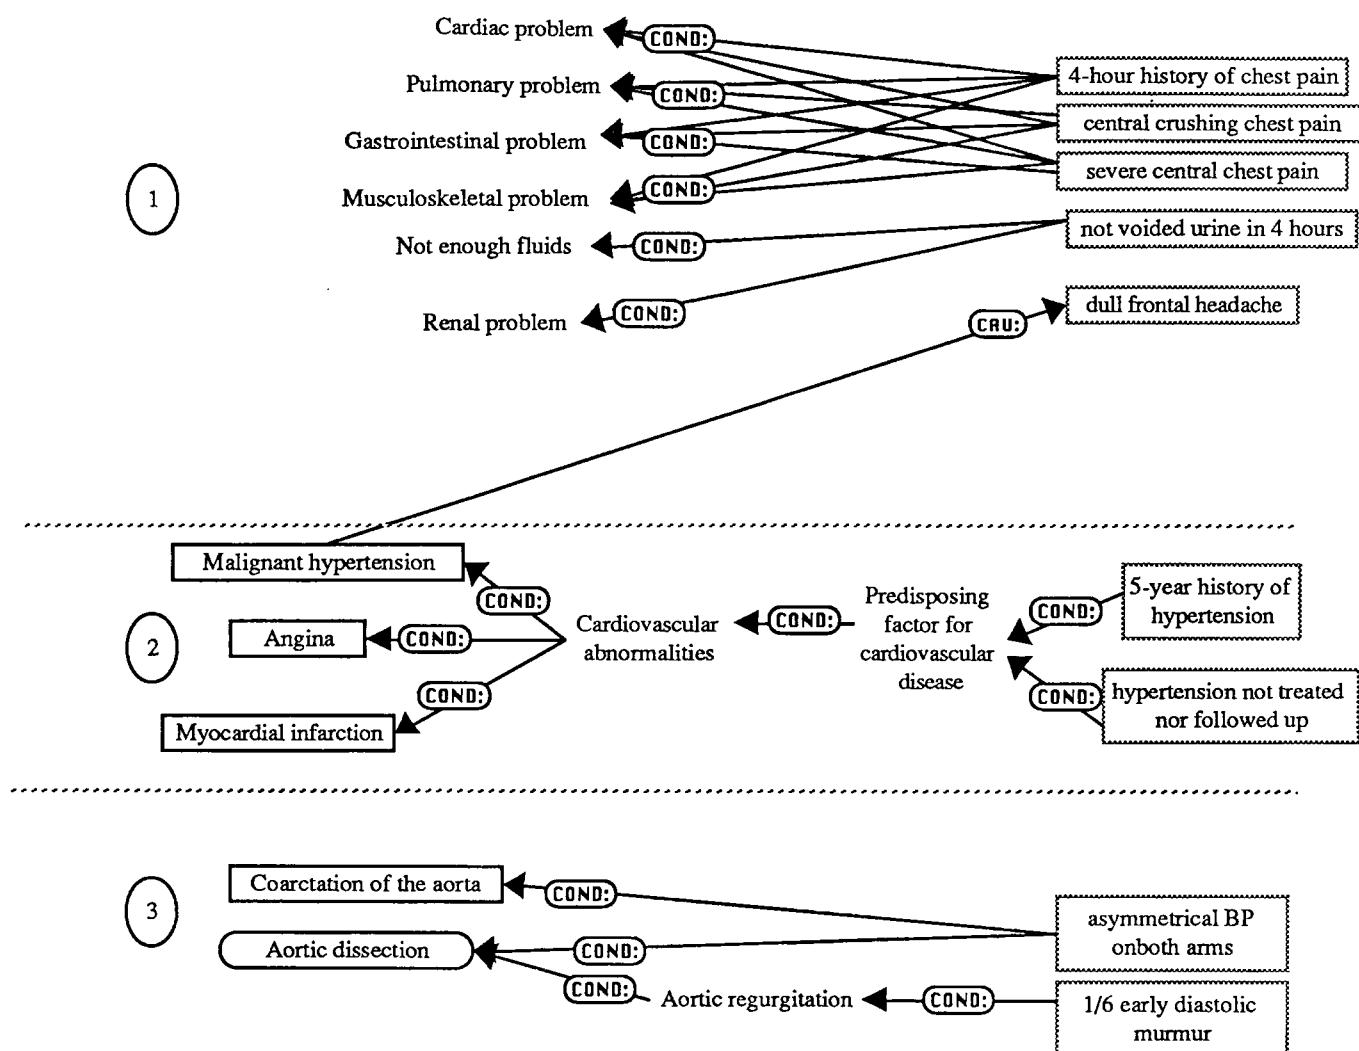 Cardiac problem
COND:
4-hour history of chest pain
Pulmonary problem
COND:
central crushing chest pain
Gastrointestinal problem
COND:
severe central chest pain
1
Musculoskeletal problem
COND:
not voided urine in 4 hours
Not enough fluids
COND:
dull frontal headache
Renal problem
COND:
CAU:
Malignant hypertension
COND:
5-year history of
hypertension
COND:
2
Angina
COND:
Cardiovascular
abnormalities
COND:
Predisposing
factor for
cardiovascular
disease
COND:
Myocardial infarction
COND:
hypertension not treated
nor followed up
3
Coarctation of the aorta
COND:
asymmetrical BP
onboth arms
Aortic dissection
COND:
COND:
Aortic regurgitation
COND:
1/6 early diastolic
murmur